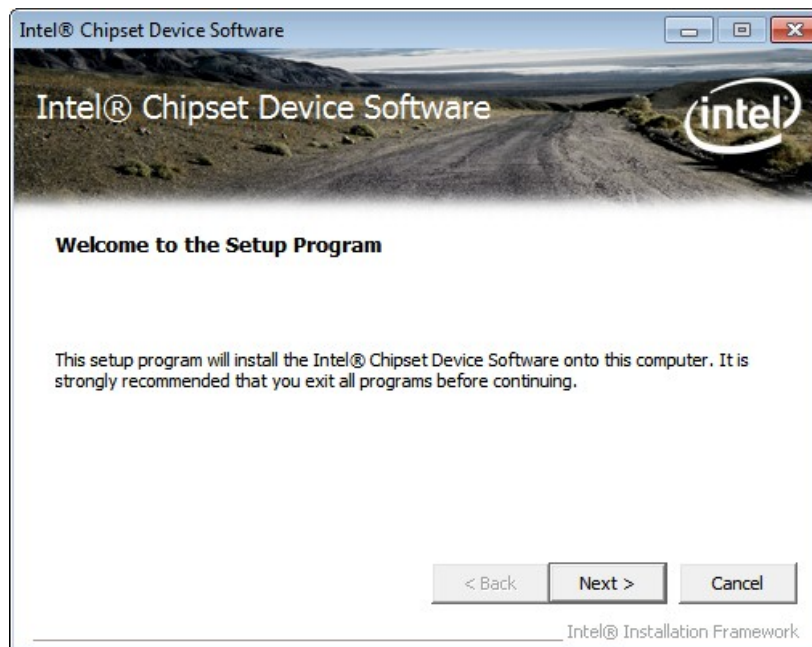 Intel® Chipset Device Software
Intel® Chipset Device Software
intel
Welcome to the Setup Program
This setup program will install the Intel® Chipset Device Software onto this computer. It is
strongly recommended that you exit all programs before continuing.
< Back Next > Cancel
Intel® Installation Framework